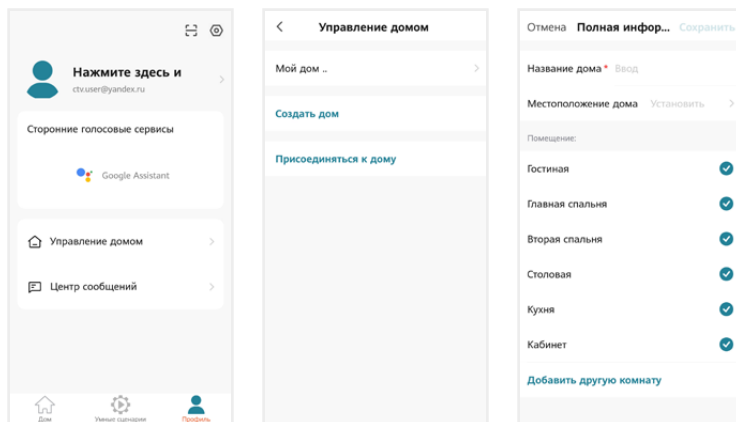 Нажмите здесь и
ctv.user@yandex.ru
Сторонние голосовые сервисы
Google Assistant
Управление домом
Центр сообщений
Дом
Умные сценарии
Профиль
Управление домом
Мой дом ..
Создать дом
Присоединяться к дому
Отмена Полная инфор... Сохранить
Название дома * Ввод
Местоположение дома Установить
Помещение:
Гостиная
Главная спальня
Вторая спальня
Столовая
Кухня
Кабинет
Добавить другую комнату